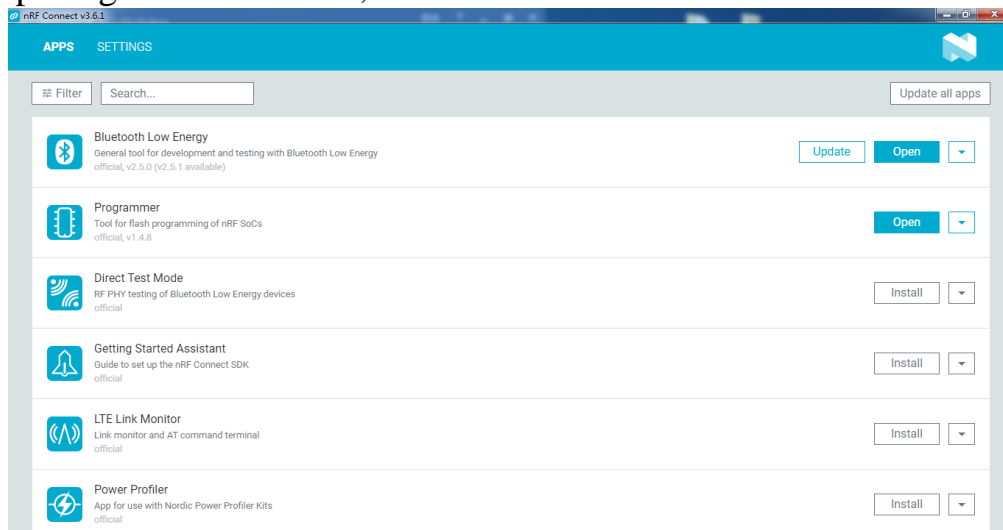 nRF Connect v3.6.1
APPS SETTINGS
Filter Search... Update all apps
Bluetooth Low Energy
General tool for development and testing with Bluetooth Low Energy
official, v2.5.0 (v2.5.1 available)
Update Open
Programmer
Tool for flash programming of nRF SoCs
official, v1.4.8
Open
Direct Test Mode
RF PHY testing of Bluetooth Low Energy devices
official
Install
Getting Started Assistant
Guide to set up the nRF Connect SDK
official
Install
LTE Link Monitor
Link monitor and AT command terminal
official
Install
Power Profiler
App for use with Nordic Power Profiler Kits
official
Install